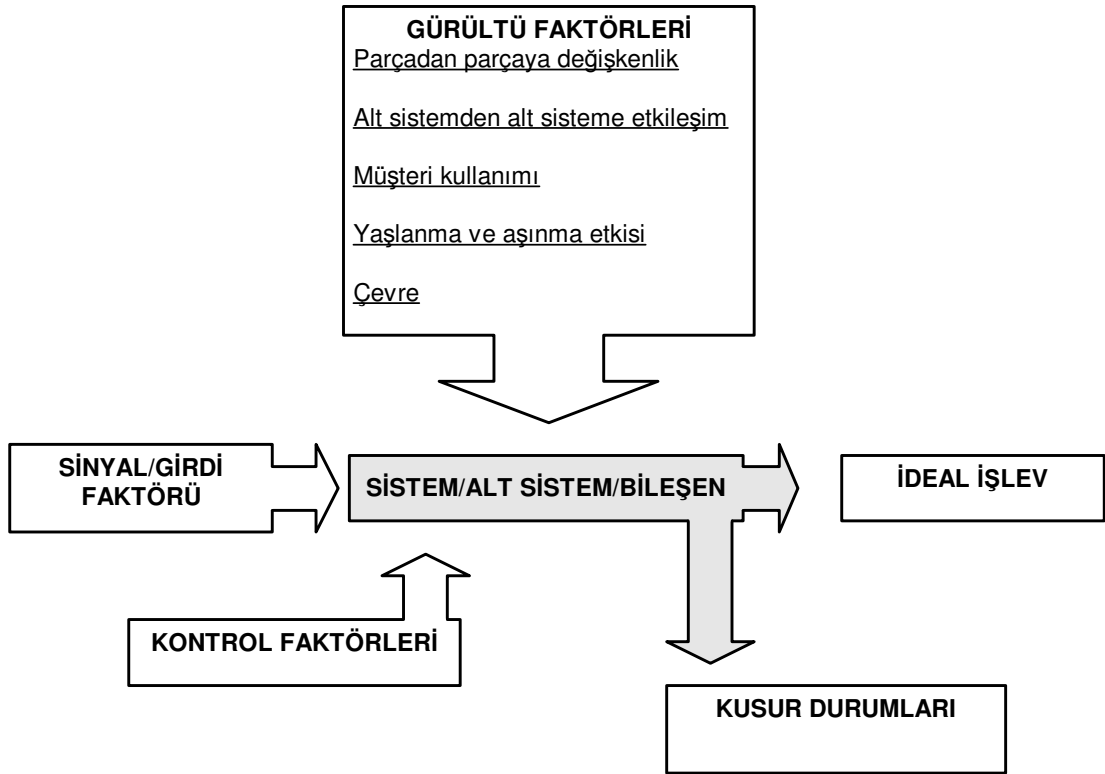 GÜRÜLTÜ FAKTÖRLERİ
Parçadan parçaya değişkenlik
Alt sistemden alt sisteme etkileşim
Müşteri kullanımı
Yaşlanma ve aşınma etkisi
Çevre
SİNYAL/GİRDİ
FAKTÖRÜ
SİSTEM/ALT SİSTEM/BİLEŞEN
İDEAL İŞLEV
KONTROL FAKTÖRLERİ
KUSUR DURUMLARI